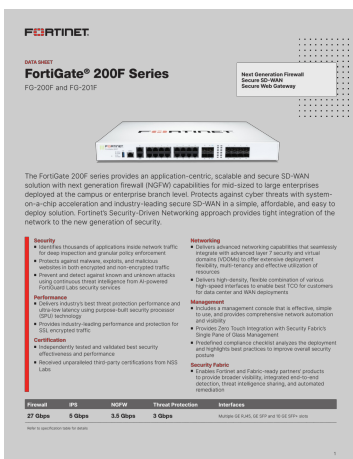 FORTINET
DATA SHEET
FortiGate® 200F Series
FG-200F and FG-201F
Next Generation Firewall
Secure SD-WAN
Secure Web Gateway
The FortiGate 200F series provides an application-centric, scalable and secure SD-WAN
solution with next generation firewall (NGFW) capabilities for mid-sized to large enterprises
deployed at the campus or enterprise branch level. Protects against cyber threats with system-
on-a-chip acceleration and industry-leading secure SD-WAN in a simple, affordable, and easy to
deploy solution. Fortinet's Security-Driven Networking approach provides tight integration of the
network to the new generation of security.
Security
■ Identifies thousands of applications inside network traffic
for deep inspection and granular policy enforcement
■ Protects against malware, exploits, and malicious
websites in both encrypted and non-encrypted traffic
■ Prevent and detect against known and unknown attacks
using continuous threat intelligence from AI-powered
FortiGuard Labs security services
Performance
■ Delivers industry's best threat protection performance and
ultra-low latency using purpose-built security processor
(SPU) technology
■ Provides industry-leading performance and protection for
SSL encrypted traffic
Certification
■ Independently tested and validated best security
effectiveness and performance
■ Received unparalleled third-party certifications from NSS
Labs
Networking
■ Delivers advanced networking capabilities that seamlessly
integrate with advanced layer 7 security and virtual
domains (VDOMs) to offer extensive deployment
flexibility, multi-tenancy and effective utilization of
resources
■ Delivers high-density, flexible combination of various
high-speed interfaces to enable best TCO for customers
for data center and WAN deployments
Management
■ Includes a management console that is effective, simple
to use, and provides comprehensive network automation
and visibility
■ Provides Zero Touch Integration with Security Fabric's
Single Pane of Glass Management
■ Predefined compliance checklist analyzes the deployment
and highlights best practices to improve overall security
posture
Security Fabric
■ Enables Fortinet and Fabric-ready partners' products
to provide broader visibility, integrated end-to-end
detection, threat intelligence sharing, and automated
remediation
Firewall IPS NGFW Threat Protection Interfaces
27 Gbps 5 Gbps 3.5 Gbps 3 Gbps Multiple GE RJ45, GE SFP and 10 GE SFP+ slots
Refer to specification table for details
1